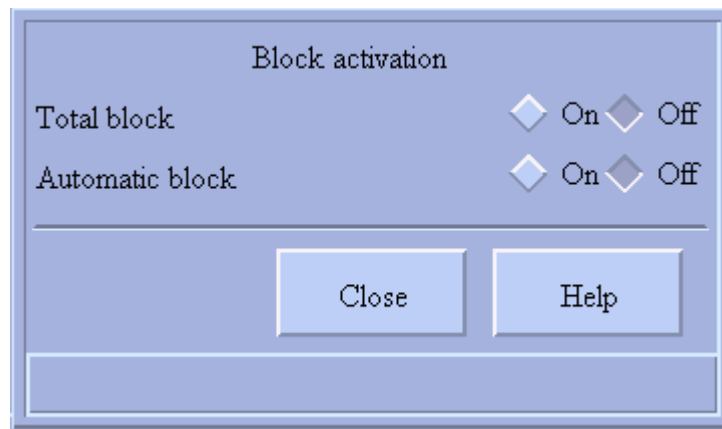 Block activation
Total block On Off
Automatic block On Off
Close Help